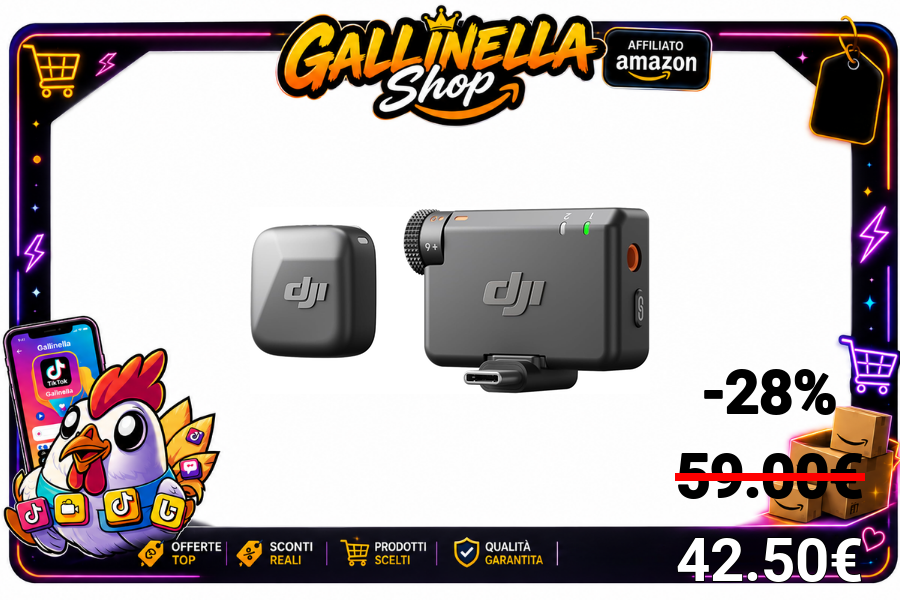 GALLINELLA
Shop
AFFILIATO
amazon
2 1
9+
dji
dji
Gallinella
TikTok
Gallinella
-28%
59.00€
42.50€
OFFERTE
TOP
SCONTI
REALI
PRODOTTI
SCELTI
QUALITÀ
GARANTITA